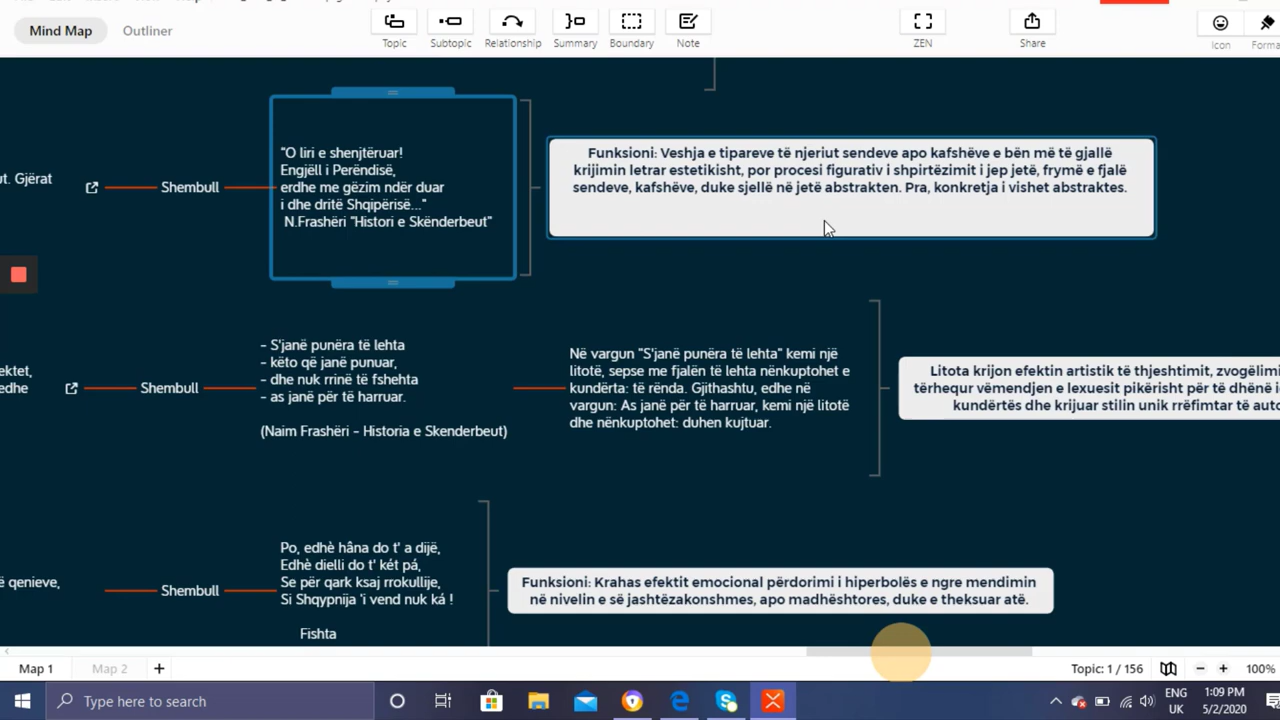 Mind Map
Outliner
Topic
Subtopic
Relationship
Summary
Boundary
Note
ZEN
Share
Icon
Forma
ut. Gjërat
Shembull
"O liri e shenjtëruar!
Engjëll i Perëndisë,
erdhe me gëzim ndër duar
i dhe dritë Shqipërisë..."
N.Frashëri "Histori e Skënderbeut"
Funksioni: Veshja e tipareve të njeriut sendeve apo kafshëve e bën më të gjallë
krijimin letrar estetikisht, por procesi figurativ i shpirtëzimit i jep jetë, frymë e fjalë
sendeve, kafshëve, duke sjellë në jetë abstrakten. Pra, konkretja i vishet abstraktes.
ektet,
edhe
Shembull
- S'janë punëra të lehta
- këto që janë punuar,
- dhe nuk rrinë të fshehta
- as janë për të harruar.
(Naim Frashëri - Historia e Skenderbeut)
Në vargun "S'janë punëra të lehta" kemi një
litotë, sepse me fjalën të lehta nënkuptohet e
kundërta: të rënda. Gjithashtu, edhe në
vargun: As janë për të harruar, kemi një litotë
dhe nënkuptohet: duhen kujtuar.
Litota krijon efektin artistik të thjeshtimit, zvogëlimi
tërhequr vëmendjen e lexuesit pikërisht për të dhënë i
kundërtës dhe krijuar stilin unik rrëfimtar të auto
ë qenieve,
Shembull
Po, edhè hâna do t' a dijë,
Edhè dielli do t' két pá,
Se për qark ksaj rrokullije,
Si Shqypnija 'i vend nuk ká !
Fishta
Funksioni: Krahas efektit emocional përdorimi i hiperbolës e ngre mendimin
në nivelin e së jashtëzakonshmes, apo madhështores, duke e theksuar atë.
Map 1
Map 2
Topic: 1 / 156
100%
Type here to search
ENG
UK
1:09 PM
5/2/2020